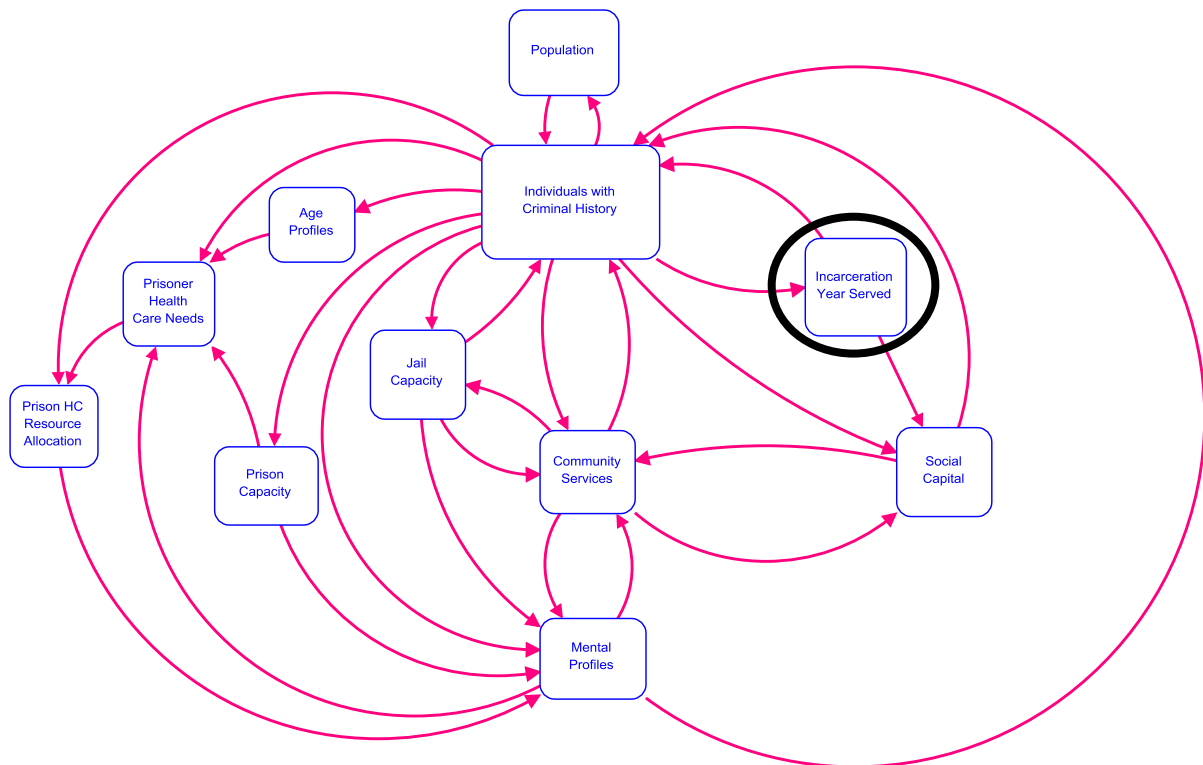 Population
Individuals with
Criminal History
Age
Profiles
Incarceration
Year Served
Prisoner
Health
Care Needs
Jail
Capacity
Prison HC
Resource
Allocation
Prison
Capacity
Community
Services
Social
Capital
Mental
Profiles